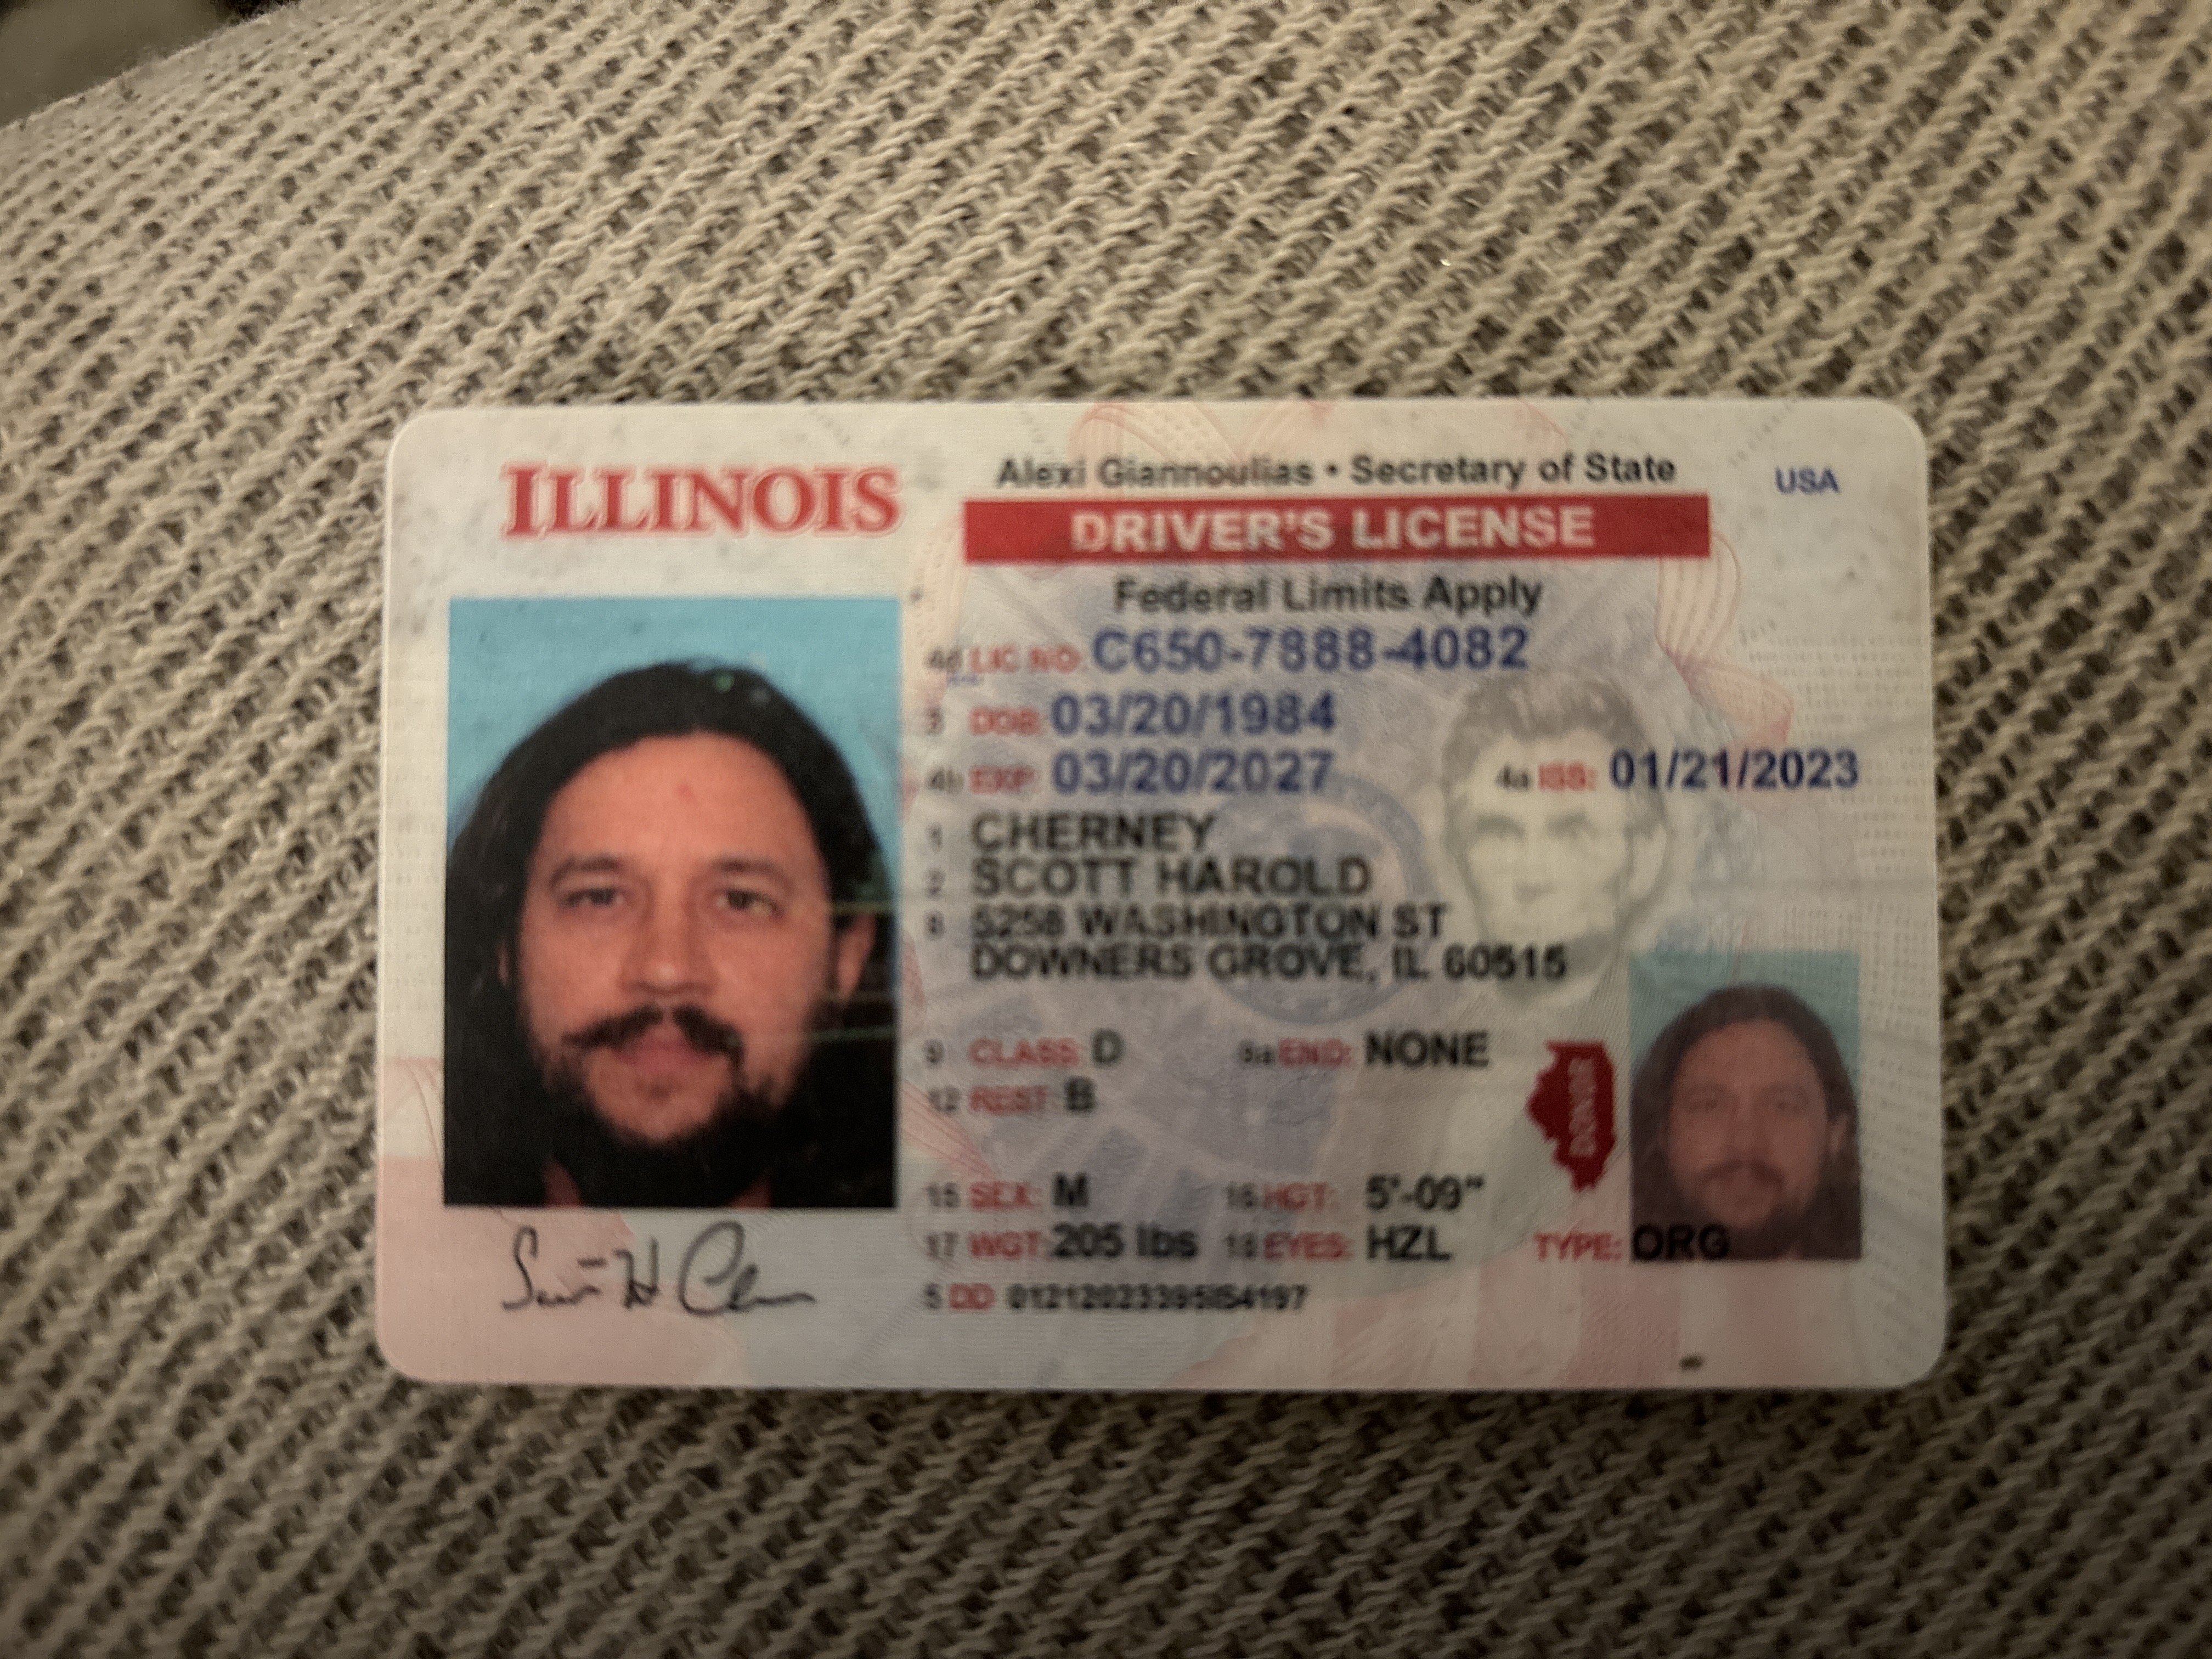 ILLINOIS
Alexi Giannoulias • Secretary of State USA
DRIVER'S LICENSE
Federal Limits Apply
4d LIC NO: C650-7888-4082
3 DOB: 03/20/1984
4b EXP: 03/20/2027 4a ISS: 01/21/2023
1 CHERNEY
2 SCOTT HAROLD
8 5258 WASHINGTON ST
DOWNERS GROVE, IL 60515
9 CLASS: D 9a END: NONE
12 REST: B
DONOR
15 SEX: M 16 HGT: 5'-09"
17 WGT: 205 lbs 18 EYES: HZL TYPE: ORG
5 DD